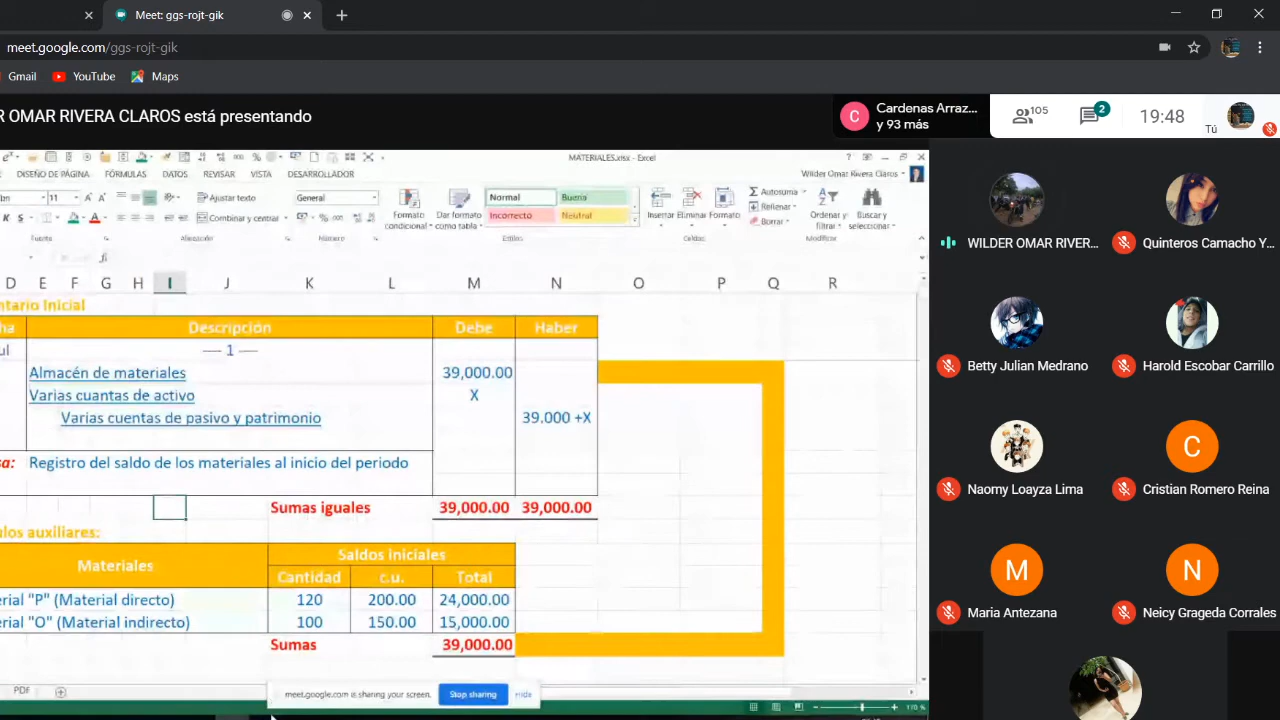 Meet: ggs-rojt-gik
meet.google.com/ggs-rojt-gik
Gmail YouTube Maps
R OMAR RIVERA CLAROS está presentando
Cardenas Arraz...
y 93 más
105
2
19:48
Tú
MATERIALES.xlsx - Excel
DISEÑO DE PÁGINA FÓRMULAS DATOS REVISAR VISTA DESARROLLADOR
Wilder Omar Rivera Claros
11
Ajustar texto
General
Normal
Buena
Autosuma
Rellenar
Combinar y centrar
Formato condicional
Dar formato como tabla
Incorrecto
Neutral
Insertar Eliminar Formato
Borrar
Ordenar y filtrar
Buscar y seleccionar
Fuente Alineación Número Estilos Celdas Modificar
D E F G H I J K L M N O P Q R
ntario Inicial
ha Descripción Debe Haber
ul — 1 —
Almacén de materiales 39,000.00
Varias cuantas de activo X
Varias cuentas de pasivo y patrimonio 39.000 +X
sa: Registro del saldo de los materiales al inicio del periodo
Sumas iguales 39,000.00 39,000.00
ulos auxiliares:
Materiales Saldos iniciales
Cantidad c.u. Total
erial "P" (Material directo) 120 200.00 24,000.00
erial "O" (Material indirecto) 100 150.00 15,000.00
Sumas 39,000.00
PDF
meet.google.com is sharing your screen. Stop sharing Hide
110 %
WILDER OMAR RIVER...
Quinteros Camacho Y...
Betty Julian Medrano
Harold Escobar Carrillo
Naomy Loayza Lima
C
Cristian Romero Reina
M
Maria Antezana
N
Neicy Grageda Corrales